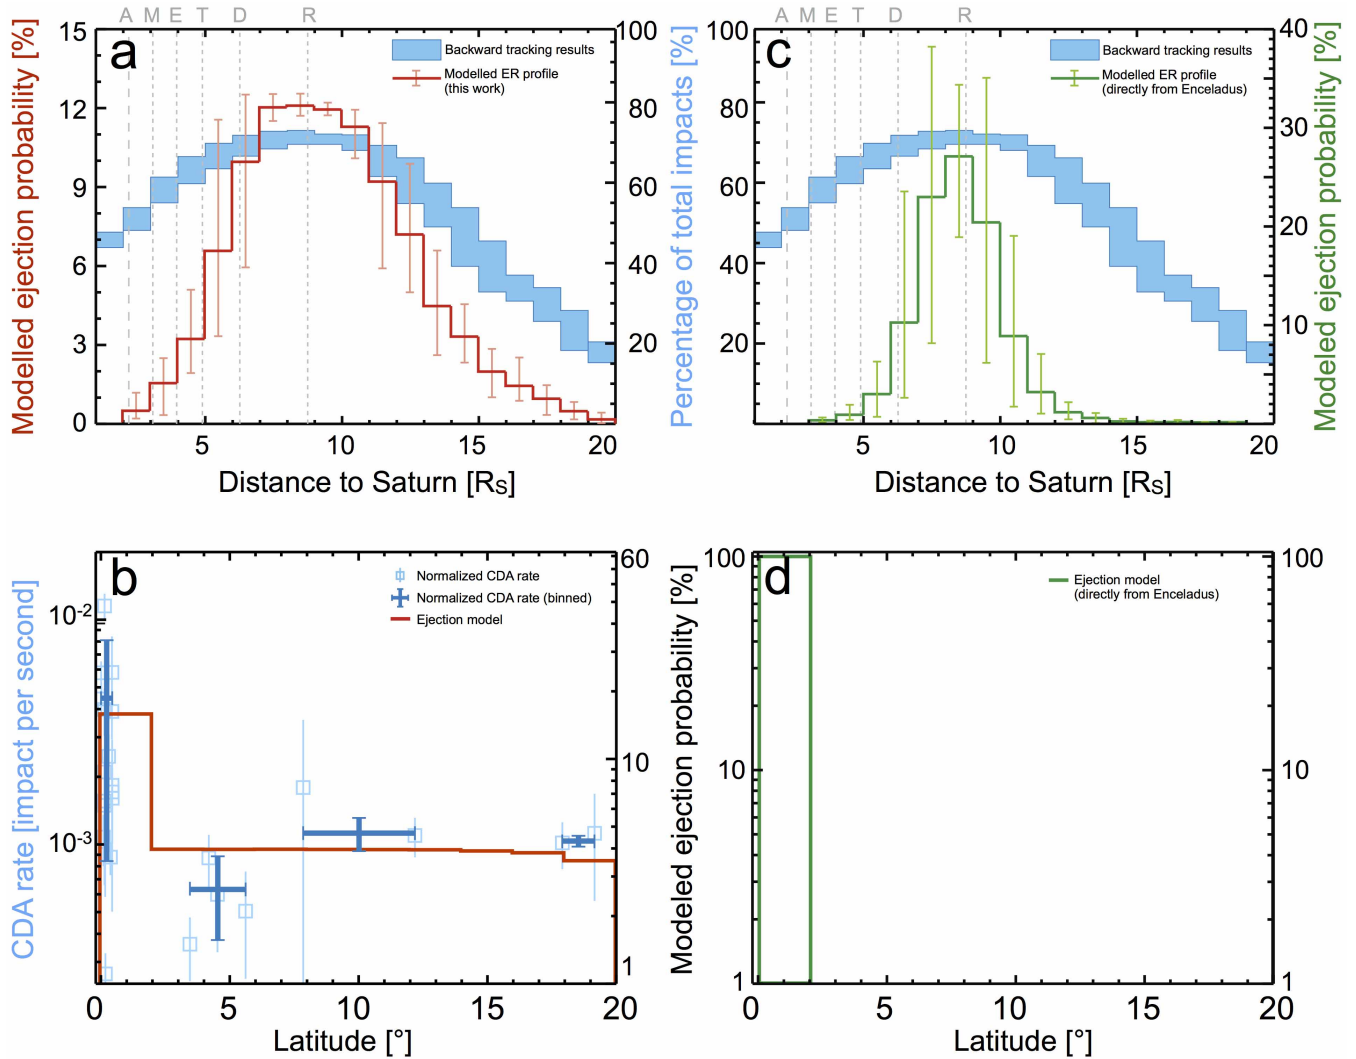 A M E T D R
15
12
9
6
3
0
Modelled ejection probability [%]
a
Backward tracking results
Modelled ER profile
(this work)
100
80
60
40
20
5
10
15
20
Distance to Saturn [RS]
A M E T D R
Percentage of total impacts [%]
100
80
60
40
20
c
Backward tracking results
Modelled ER profile
(directly from Enceladus)
40
30
20
10
Modeled ejection probability [%]
5
10
15
20
Distance to Saturn [RS]
CDA rate [impact per second]
10-2
10-3
b
Normalized CDA rate
Normalized CDA rate (binned)
Ejection model
60
10
1
0
5
10
15
20
Latitude [°]
Modeled ejection probability [%]
100
10
1
d
Ejection model
(directly from Enceladus)
100
10
1
0
5
10
15
20
Latitude [°]